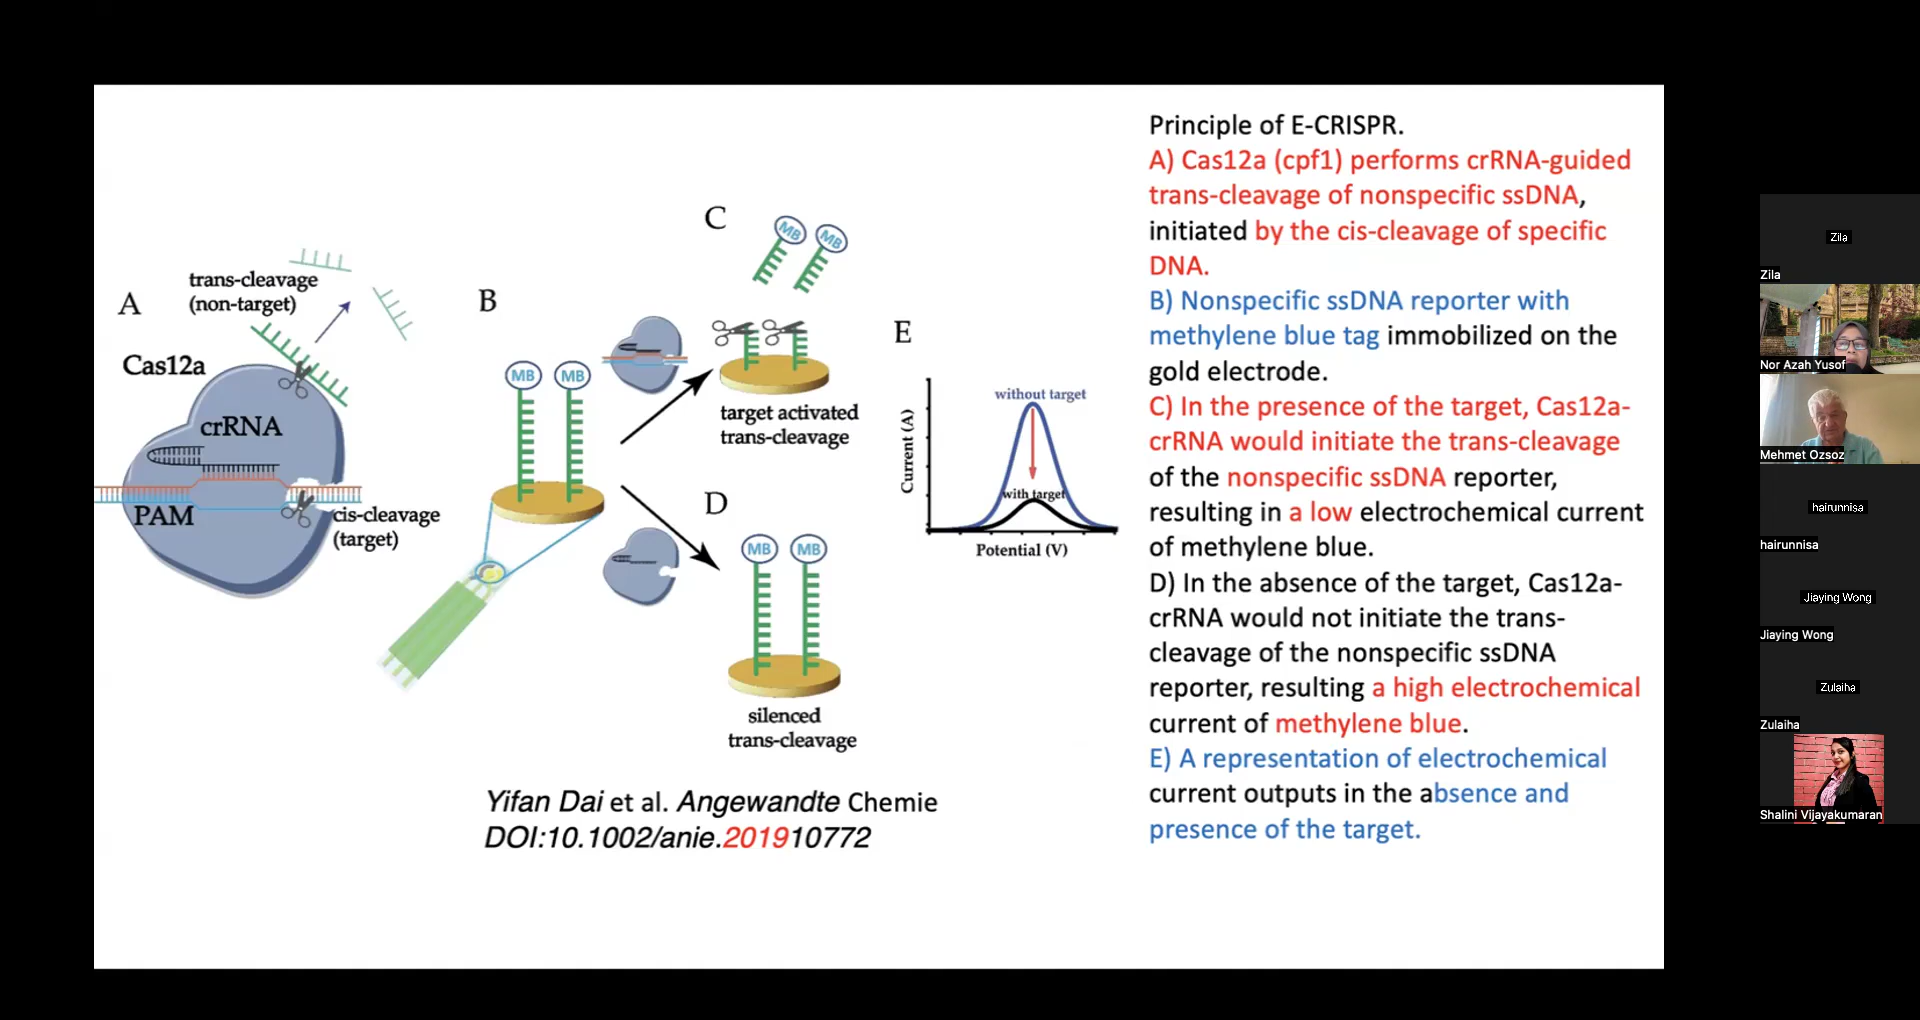 A
trans-cleavage
(non-target)
Cas12a
crRNA
PAM
cis-cleavage
(target)
B
MB MB
C
MB MB
target activated
trans-cleavage
D
MB MB
silenced
trans-cleavage
E
Current (A)
without target
with target
Potential (V)
Yifan Dai et al. Angewandte Chemie
DOI:10.1002/anie.201910772
Principle of E-CRISPR.
A) Cas12a (cpf1) performs crRNA-guided
trans-cleavage of nonspecific ssDNA,
initiated by the cis-cleavage of specific
DNA.
B) Nonspecific ssDNA reporter with
methylene blue tag immobilized on the
gold electrode.
C) In the presence of the target, Cas12a-
crRNA would initiate the trans-cleavage
of the nonspecific ssDNA reporter,
resulting in a low electrochemical current
of methylene blue.
D) In the absence of the target, Cas12a-
crRNA would not initiate the trans-
cleavage of the nonspecific ssDNA
reporter, resulting a high electrochemical
current of methylene blue.
E) A representation of electrochemical
current outputs in the absence and
presence of the target.
Zila
Zila
Nor Azah Yusof
Mehmet Ozsoz
hairunnisa
hairunnisa
Jiaying Wong
Jiaying Wong
Zulaiha
Zulaiha
Shalini Vijayakumaran